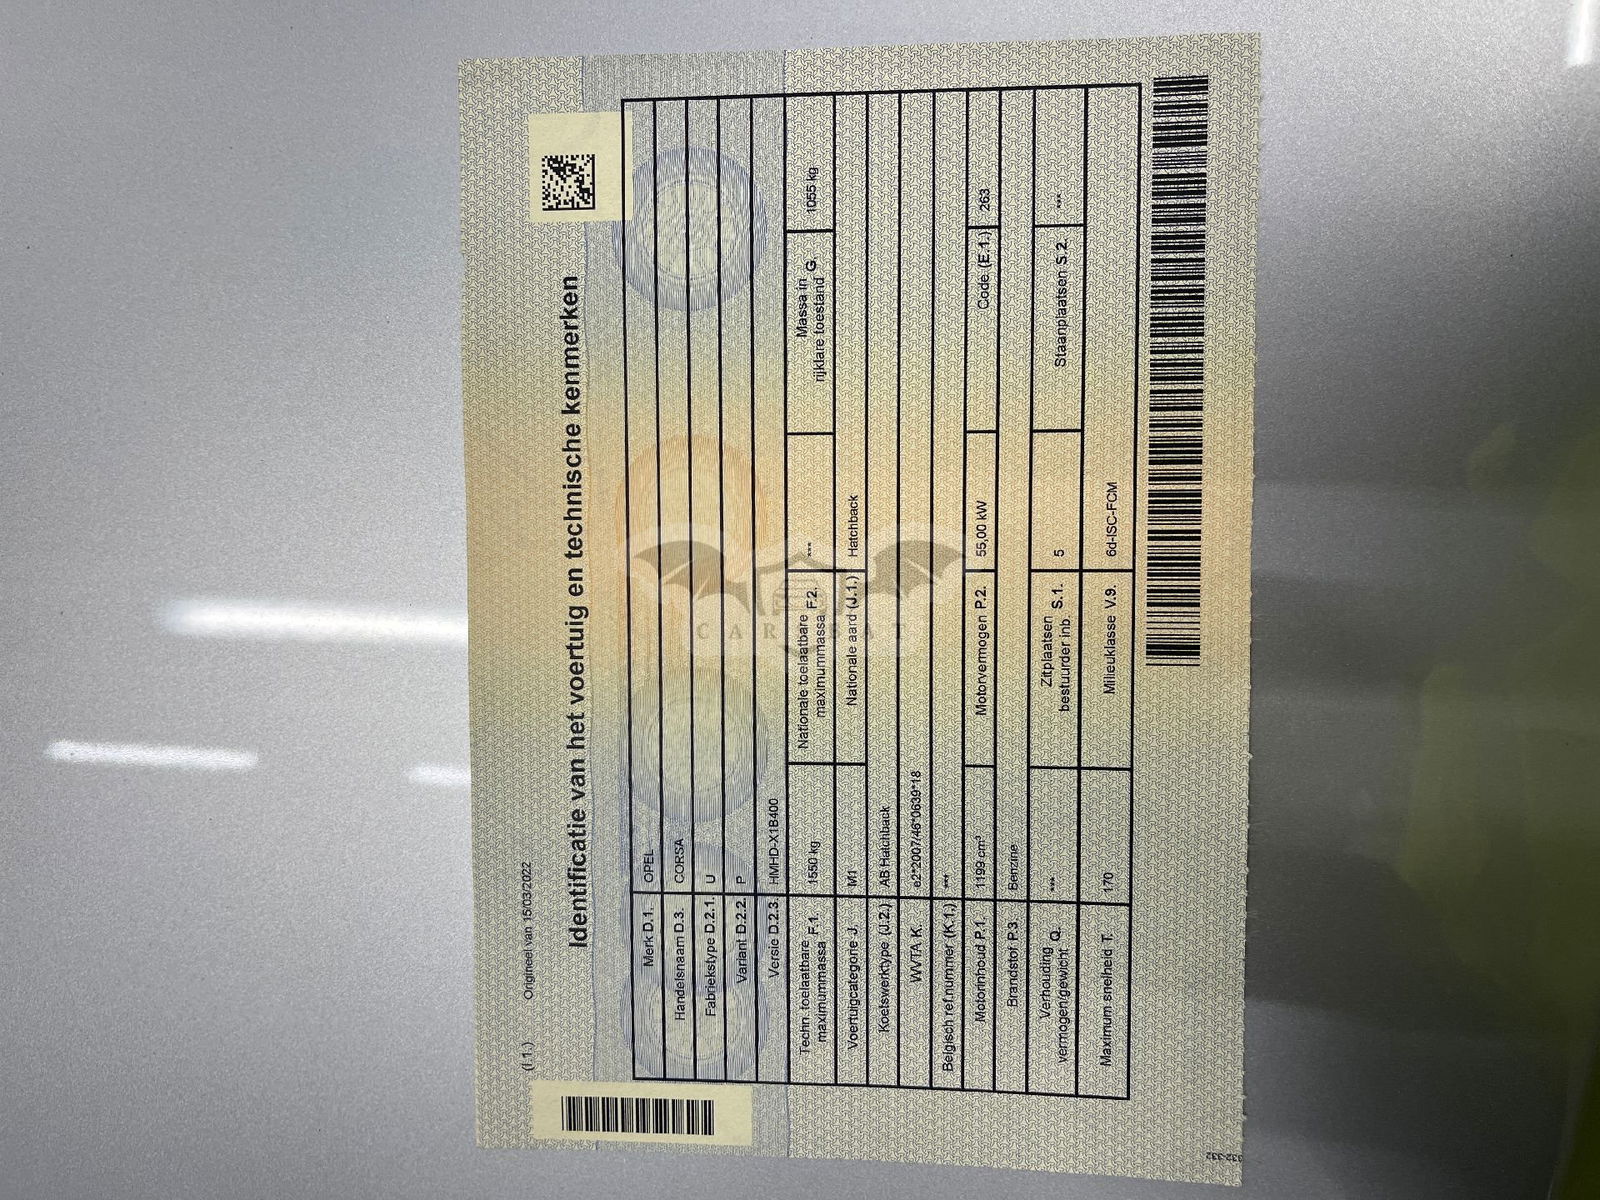 (I.1.) Origineel van 15/03/2022
Identificatie van het voertuig en technische kenmerken
Merk D.1. OPEL
Handelsnaam D.3. CORSA
Fabriekstype D.2.1. U
Variant D.2.2. P
Versie D.2.3. HMHD-X1B400
Techn. toelaatbare maximummassa F.1. 1550 kg Nationale toelaatbare maximummassa F.2. *** Massa in rijklare toestand G. 1055 kg
Voertuigcategorie J. M1 Nationale aard (J.1.) Hatchback
Koetswerktype (J.2.) AB Hatchback
WVTA K. e2*2007/46*0639*18
Belgisch ref.nummer (K.1.) ***
Motorinhoud P.1. 1199 cm³ Motorvermogen P.2. 55,00 kW Code (E.1.) 263
Brandstof P.3. Benzine
Verhouding vermogen/gewicht Q. *** Zitplaatsen bestuurder inb. S.1. 5 Staanplaatsen S.2. ***
Maximum snelheid T. 170 Milieuklasse V.9. 6d-ISC-FCM
CAR BAT
332-332